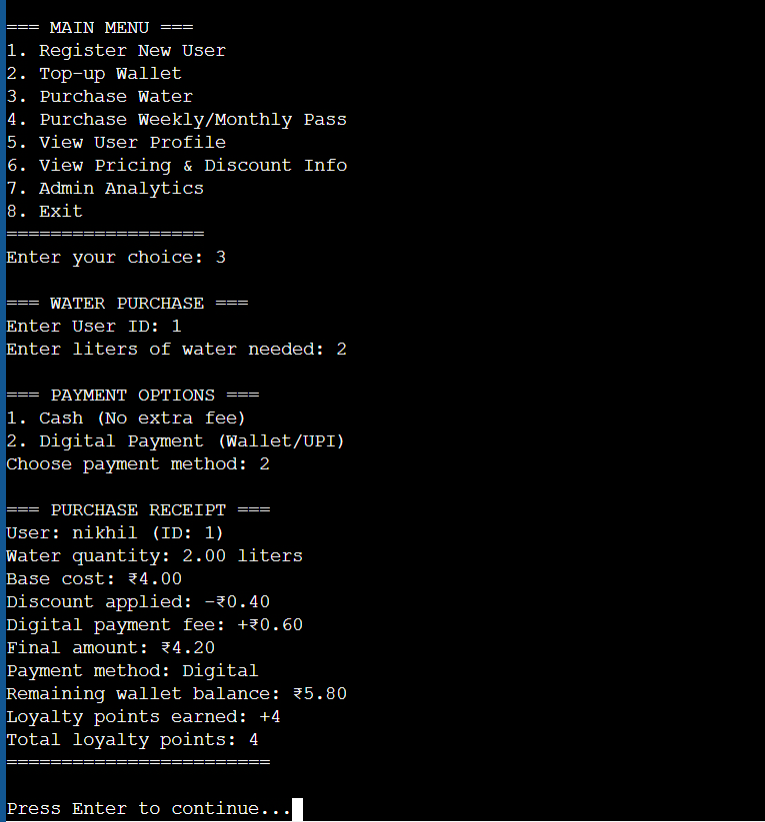 === MAIN MENU ===
1. Register New User
2. Top-up Wallet
3. Purchase Water
4. Purchase Weekly/Monthly Pass
5. View User Profile
6. View Pricing & Discount Info
7. Admin Analytics
8. Exit
==================
Enter your choice: 3
=== WATER PURCHASE ===
Enter User ID: 1
Enter liters of water needed: 2
=== PAYMENT OPTIONS ===
1. Cash (No extra fee)
2. Digital Payment (Wallet/UPI)
Choose payment method: 2
=== PURCHASE RECEIPT ===
User: nikhil (ID: 1)
Water quantity: 2.00 liters
Base cost: ₹4.00
Discount applied: -₹0.40
Digital payment fee: +₹0.60
Final amount: ₹4.20
Payment method: Digital
Remaining wallet balance: ₹5.80
Loyalty points earned: +4
Total loyalty points: 4
========================
Press Enter to continue...